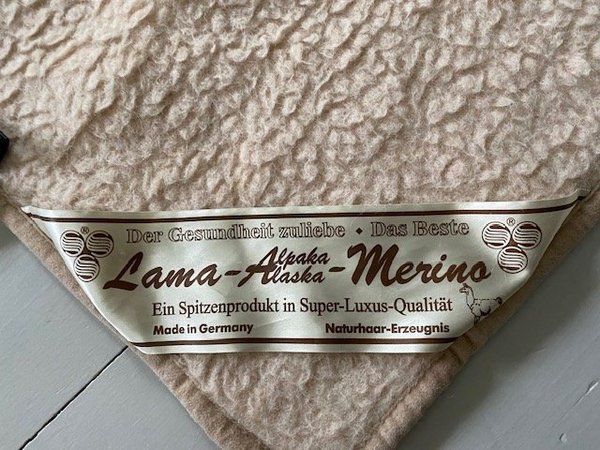 Der Gesundheit zuliebe • Das Beste
Lama-Alpaka Alaska-Merino
Ein Spitzenprodukt in Super-Luxus-Qualität
Made in Germany Naturhaar-Erzeugnis